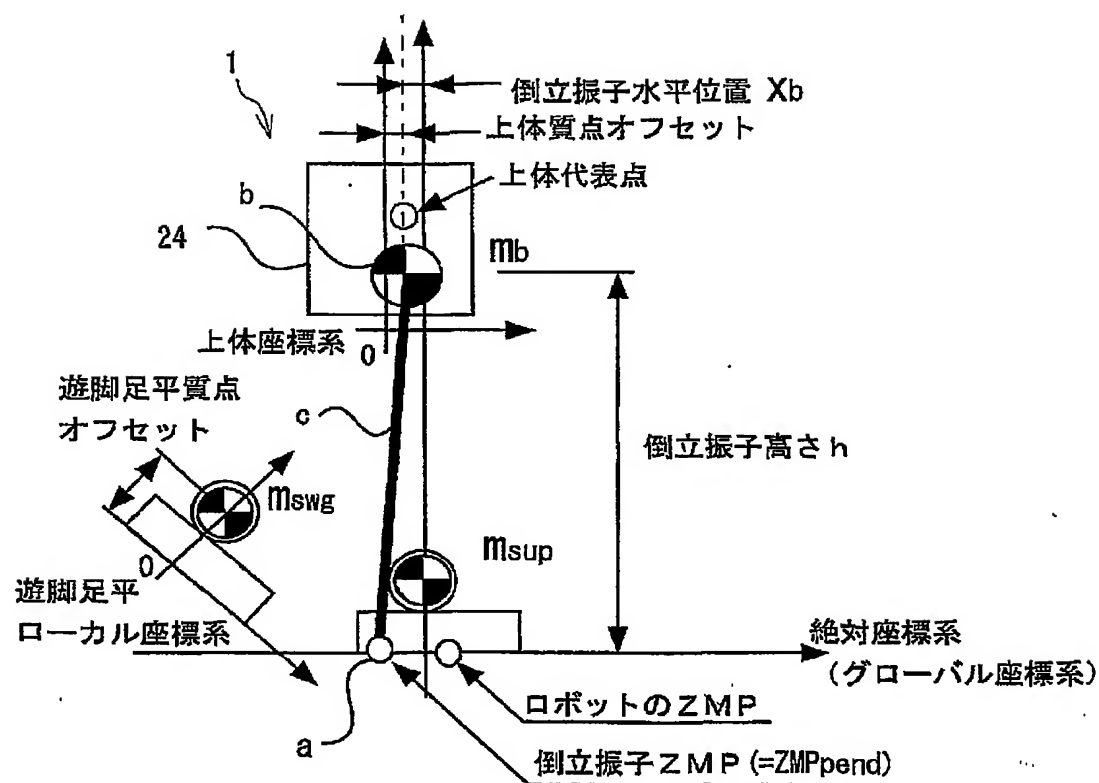 1
倒立振子水平位置 Xb
上体質点オフセット
上体代表点
b
24
mb
上体座標系
0
遊脚足平質点
オフセット
c
倒立振子高さh
mswg
msup
0
遊脚足平
ローカル座標系
絶対座標系
(グローバル座標系)
ロボットのZMP
a
倒立振子ZMP(=ZMPpend)